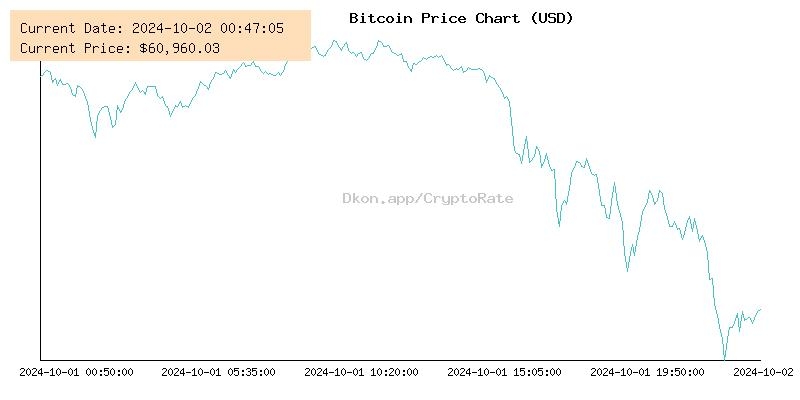 Bitcoin Price Chart (USD)
Current Date: 2024-10-02 00:47:05
Current Price: $60,960.03
Dkon.app/CryptoRate
2024-10-01 00:50:00 2024-10-01 05:35:00 2024-10-01 10:20:00 2024-10-01 15:05:00 2024-10-01 19:50:00 2024-10-02